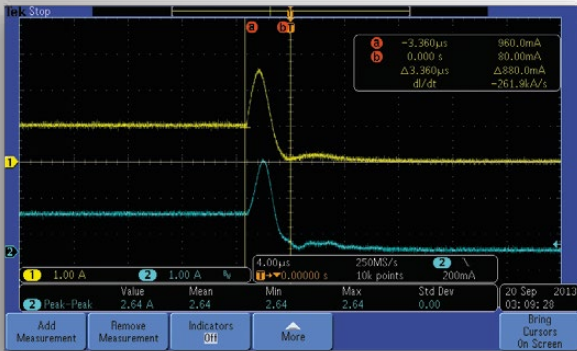 Tek Stop
T
a b T
a -3.360µs 960.0mA
b 0.000 s 80.00mA
Δ3.360µs Δ880.0mA
dI/dt -261.9kA/s
1
2
1 1.00 A 2 1.00 A
4.00µs 250MS/s 2 \
T→▼0.00000 s 10k points 200mA
Value Mean Min Max Std Dev
2 Peak-Peak 2.64 A 2.64 2.64 2.64 0.00
20 Sep 2013
03:09:28
Add Measurement
Remove Measurement
Indicators Off
More
Bring Cursors On Screen